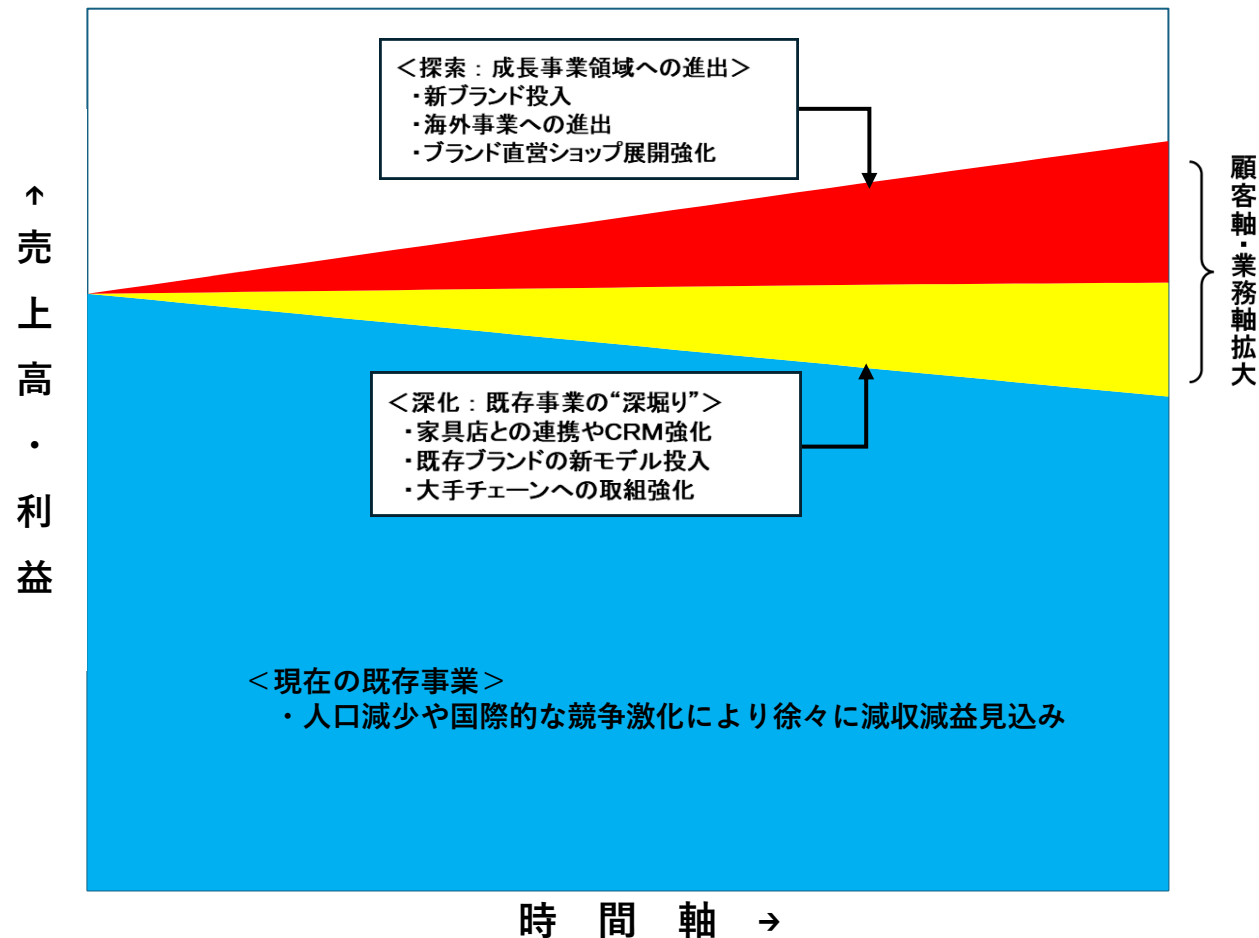 ＜探索：成長事業領域への進出＞
・新ブランド投入
・海外事業への進出
・ブランド直営ショップ展開強化
↑売上高・利益
顧客軸・業務軸拡大
＜深化：既存事業の“深堀り”＞
・家具店との連携やCRM強化
・既存ブランドの新モデル投入
・大手チェーンへの取組強化
＜現在の既存事業＞
・人口減少や国際的な競争激化により徐々に減収減益見込み
時　間　軸　→